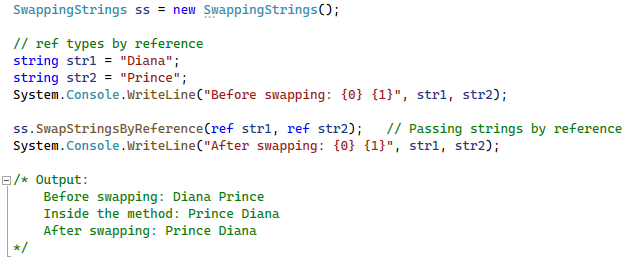 SwappingStrings ss = new SwappingStrings();
// ref types by reference
string str1 = "Diana";
string str2 = "Prince";
System.Console.WriteLine("Before swapping: {0} {1}", str1, str2);
ss.SwapStringsByReference(ref str1, ref str2);   // Passing strings by reference
System.Console.WriteLine("After swapping: {0} {1}", str1, str2);
/* Output:
    Before swapping: Diana Prince
    Inside the method: Prince Diana
    After swapping: Prince Diana
*/